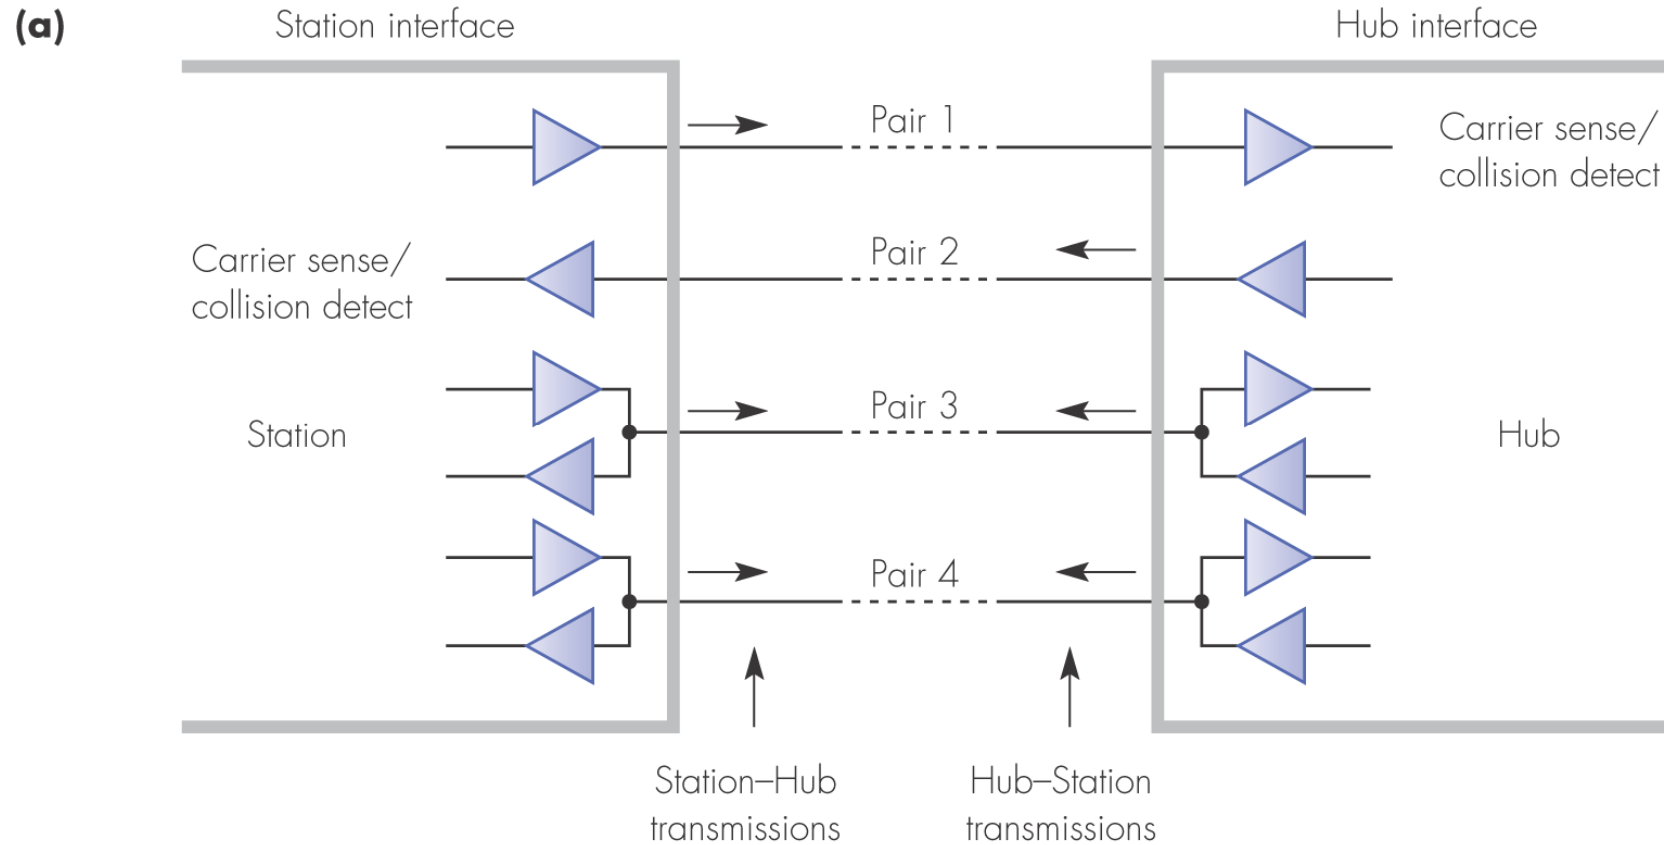 (a)
Station interface
Hub interface
Pair 1
Carrier sense/
collision detect
Pair 2
Carrier sense/
collision detect
Pair 3
Station
Hub
Pair 4
Station–Hub
transmissions
Hub–Station
transmissions